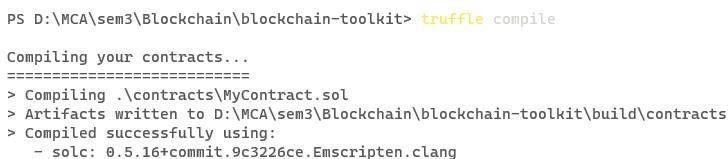 PS D:\MCA\sem3\Blockchain\blockchain-toolkit> truffle compile
Compiling your contracts...
===========================
> Compiling .\contracts\MyContract.sol
> Artifacts written to D:\MCA\sem3\Blockchain\blockchain-toolkit\build\contracts
> Compiled successfully using:
   - solc: 0.5.16+commit.9c3226ce.Emscripten.clang